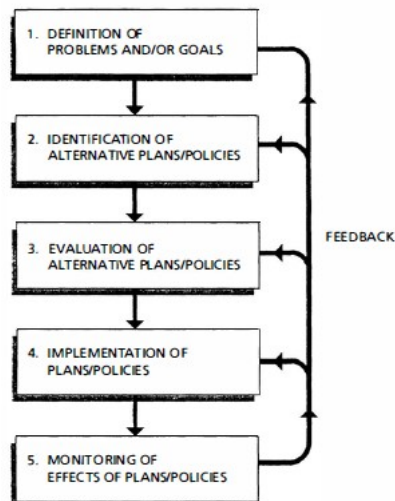 1. DEFINITION OF
PROBLEMS AND/OR GOALS
2. IDENTIFICATION OF
ALTERNATIVE PLANS/POLICIES
3. EVALUATION OF
ALTERNATIVE PLANS/POLICIES
FEEDBACK
4. IMPLEMENTATION OF
PLANS/POLICIES
5. MONITORING OF
EFFECTS OF PLANS/POLICIES